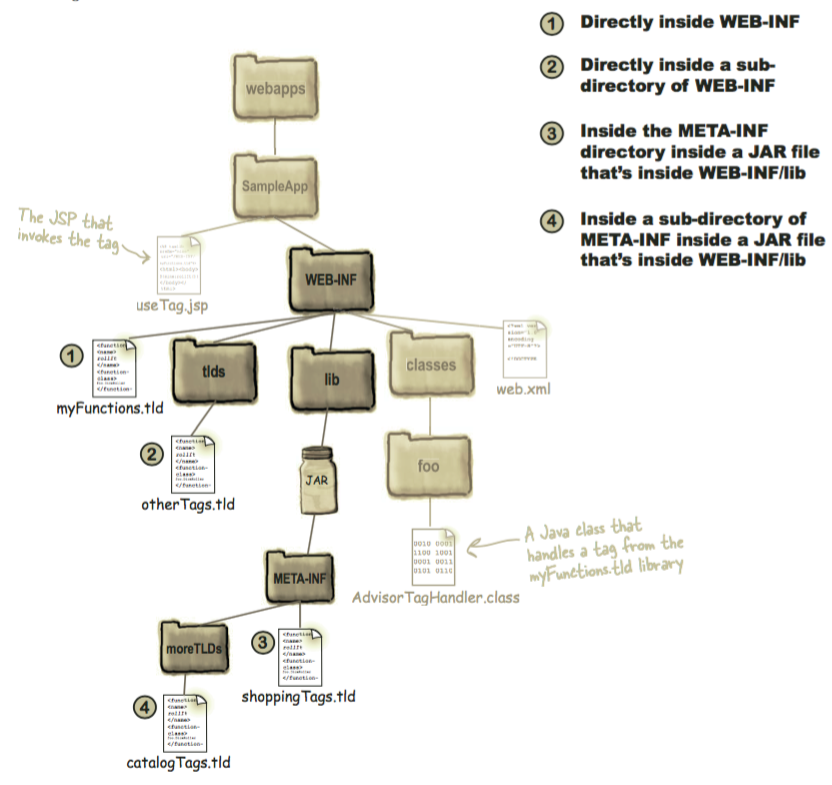 1 Directly inside WEB-INF
2 Directly inside a sub-
directory of WEB-INF
3 Inside the META-INF
directory inside a JAR file
that's inside WEB-INF/lib
4 Inside a sub-directory of
META-INF inside a JAR file
that's inside WEB-INF/lib
webapps
SampleApp
The JSP that
invokes the tag
useTag.jsp
WEB-INF
1
<function
<name>
rollIt
</name>
<function-
class>
</function-
myFunctions.tld
tlds
lib
classes
web.xml
2
<function
<name>
rollIt
</name>
<function-
class>
</function-
otherTags.tld
JAR
foo
0010 0001
1100 1001
0001 0011
0101 0110
AdvisorTagHandler.class
A Java class that
handles a tag from the
myFunctions.tld library
META-INF
moreTLDs
3
<function
<name>
rollIt
</name>
<function-
class>
</function-
shoppingTags.tld
4
<function
<name>
rollIt
</name>
<function-
class>
</function-
catalogTags.tld